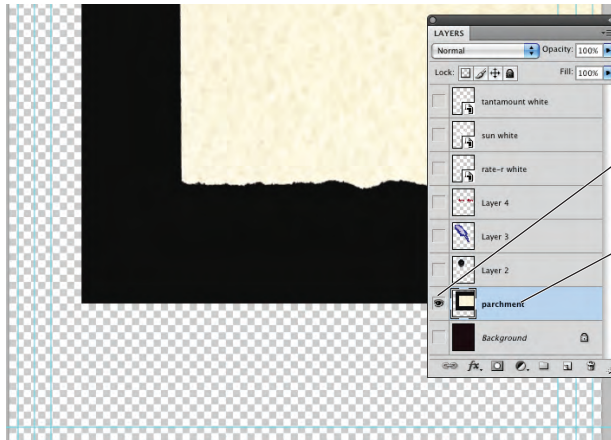 LAYERS
Normal Opacity: 100%
Lock: Fill: 100%
tantamount white
sun white
rate-r white
Layer 4
Layer 3
Layer 2
parchment
Background
fx.